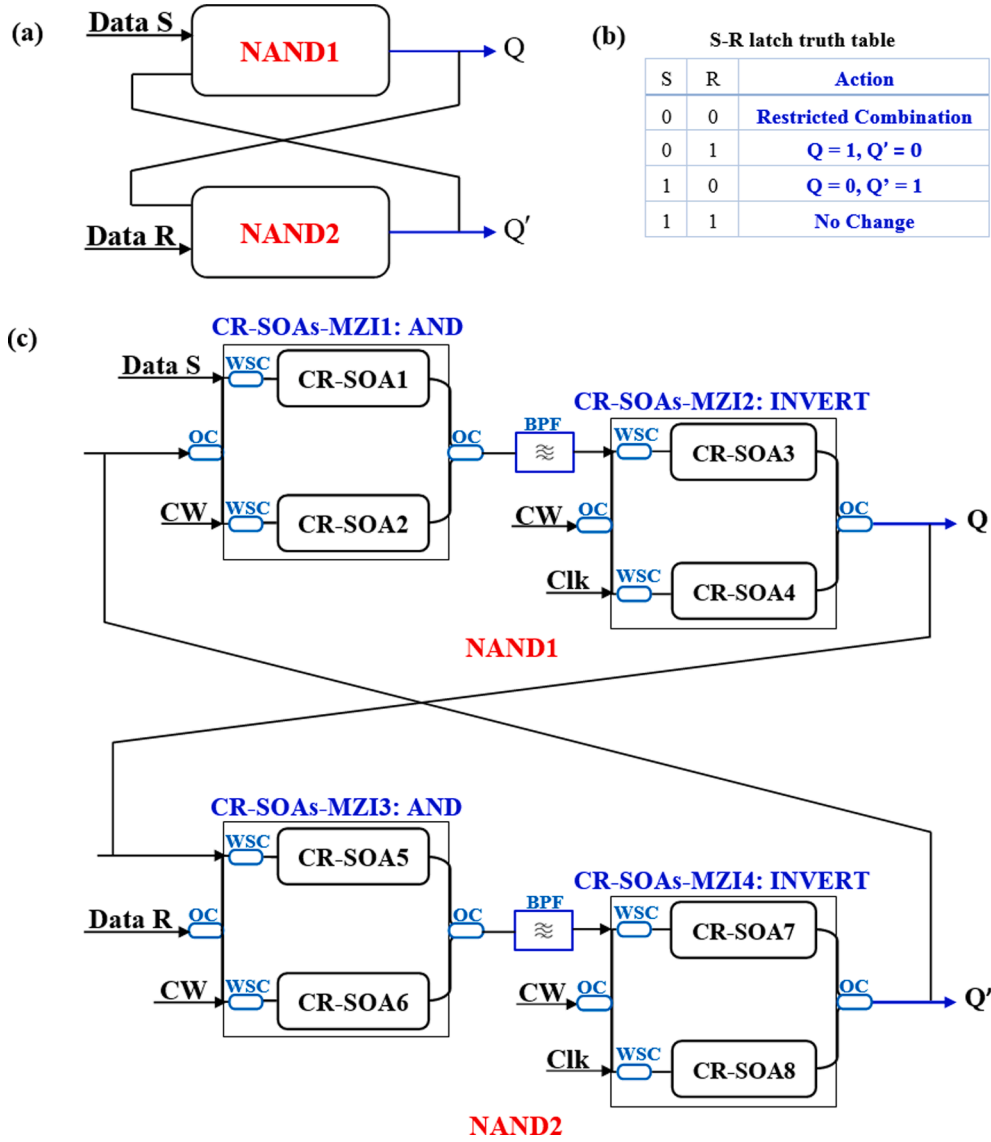 (a)
Data S
NAND1
Q
NAND2
Data R
Q′
(b)
S-R latch truth table
S R Action
0 0 Restricted Combination
0 1 Q = 1, Q′ = 0
1 0 Q = 0, Q’ = 1
1 1 No Change
(c)
CR-SOAs-MZI1: AND
Data S
WSC
CR-SOA1
OC
OC
CW
WSC
CR-SOA2
BPF
CR-SOAs-MZI2: INVERT
WSC
CR-SOA3
CW
OC
OC
Q
Clk
WSC
CR-SOA4
NAND1
CR-SOAs-MZI3: AND
WSC
CR-SOA5
Data R
OC
OC
CW
WSC
CR-SOA6
BPF
CR-SOAs-MZI4: INVERT
WSC
CR-SOA7
CW
OC
OC
Q′
Clk
WSC
CR-SOA8
NAND2